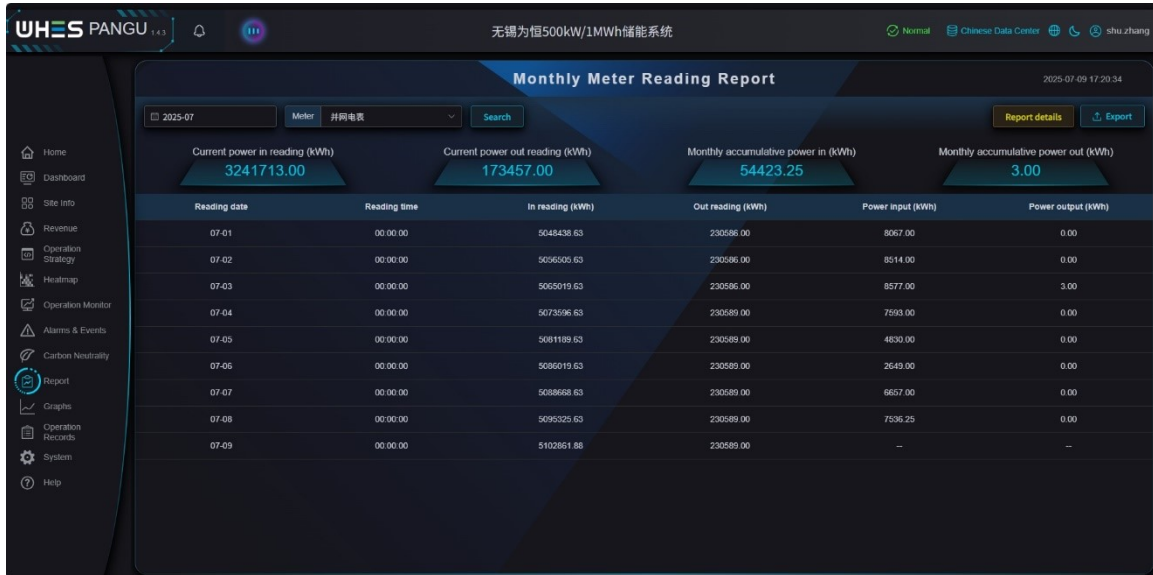 WHES PANGU 1.4.3
无锡为恒500kW/1MWh储能系统
Normal
Chinese Data Center
shu.zhang
Monthly Meter Reading Report
2025-07-09 17:20:34
2025-07 Meter 并网电表 Search Report details Export
Current power in reading (kWh) Current power out reading (kWh) Monthly accumulative power in (kWh) Monthly accumulative power out (kWh)
3241713.00 173457.00 54423.25 3.00
Reading date Reading time In reading (kWh) Out reading (kWh) Power input (kWh) Power output (kWh)
07-01 00:00:00 5048438.63 230586.00 8067.00 0.00
07-02 00:00:00 5056505.63 230586.00 8514.00 0.00
07-03 00:00:00 5065019.63 230586.00 8577.00 3.00
07-04 00:00:00 5073596.63 230589.00 7593.00 0.00
07-05 00:00:00 5081189.63 230589.00 4830.00 0.00
07-06 00:00:00 5086019.63 230589.00 2649.00 0.00
07-07 00:00:00 5088668.63 230589.00 6657.00 0.00
07-08 00:00:00 5095325.63 230589.00 7536.25 0.00
07-09 00:00:00 5102861.88 230589.00 -- --
Home
Dashboard
Site Info
Revenue
Operation
Strategy
Heatmap
Operation Monitor
Alarms & Events
Carbon Neutrality
Report
Graphs
Operation
Records
System
Help